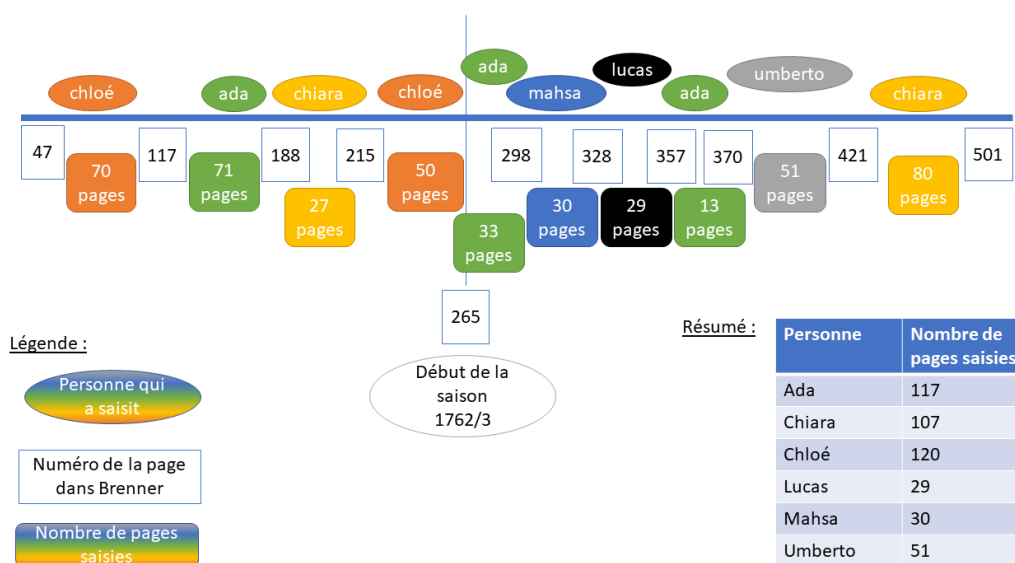 chloé
ada
chiara
chloé
ada
mahsa
lucas
ada
umberto
chiara
47
117
188
215
298
328
357
370
421
501
70
pages
71
pages
27
pages
50
pages
33
pages
30
pages
29
pages
13
pages
51
pages
80
pages
265
Début de la
saison
1762/3
Légende :
Personne qui
a saisit
Numéro de la page
dans Brenner
Nombre de pages
saisies
Résumé :
Personne Nombre de
pages saisies
Ada 117
Chiara 107
Chloé 120
Lucas 29
Mahsa 30
Umberto 51